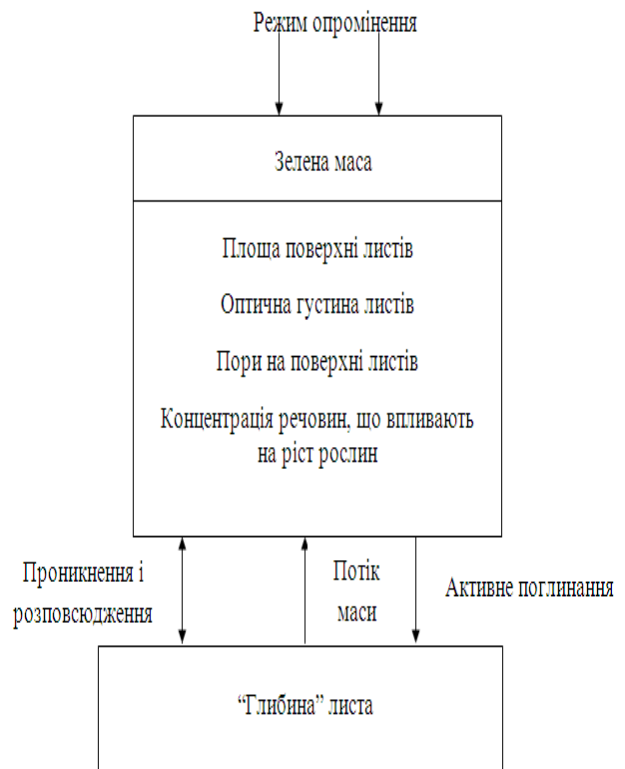 Режим опромінення
Зелена маса
Площа поверхні листів
Оптична густина листів
Пори на поверхні листів
Концентрація речовин, що впливають
на ріст рослин
Проникнення і
розповсюдження
Потік
маси
Активне поглинання
“Глибина” листа